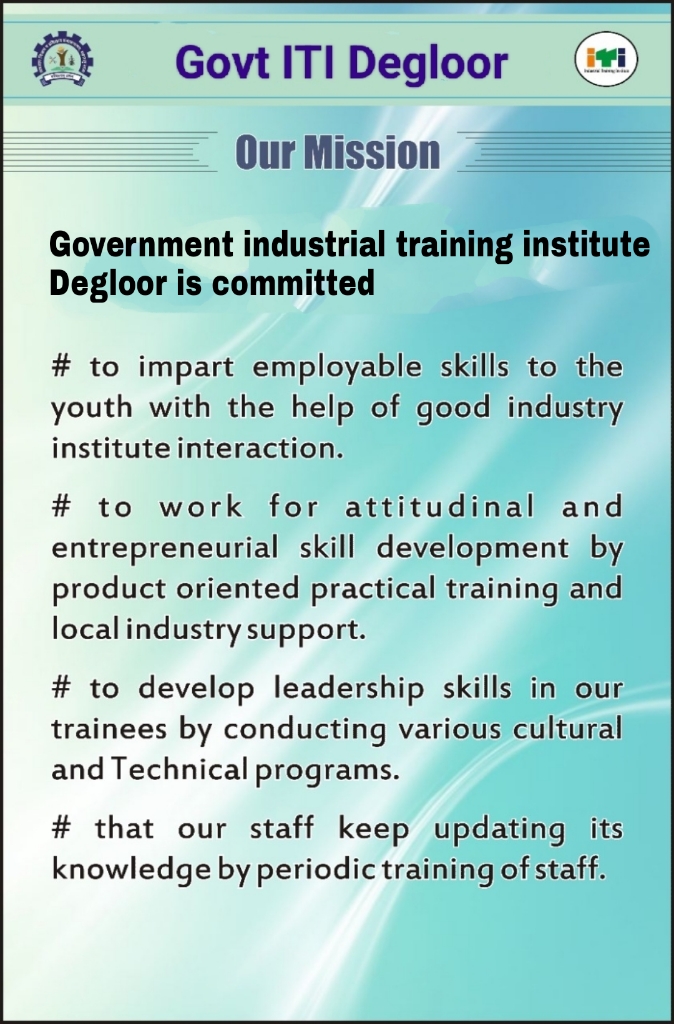 Govt ITI Degloor
Our Mission
Government industrial training institute
Degloor is committed
# to impart employable skills to the
youth with the help of good industry
institute interaction.
# to work for attitudinal and
entrepreneurial skill development by
product oriented practical training and
local industry support.
# to develop leadership skills in our
trainees by conducting various cultural
and Technical programs.
# that our staff keep updating its
knowledge by periodic training of staff.